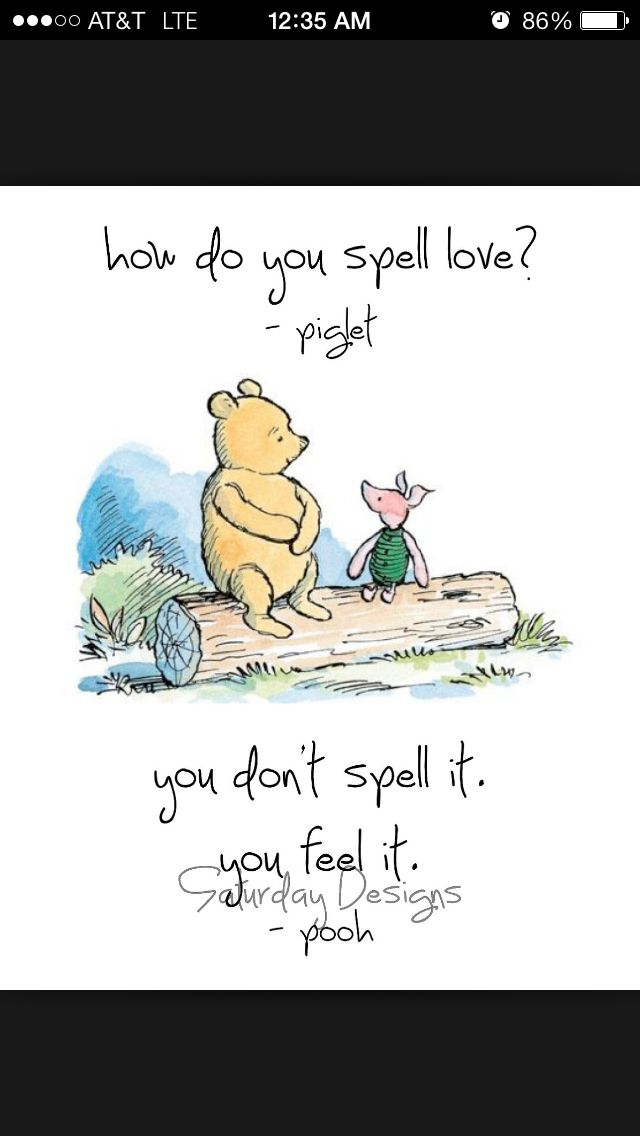 AT&T LTE 12:35 AM 86%
how do you spell love?
- piglet
you don't spell it.
you feel it.
Saturday Designs
- pooh